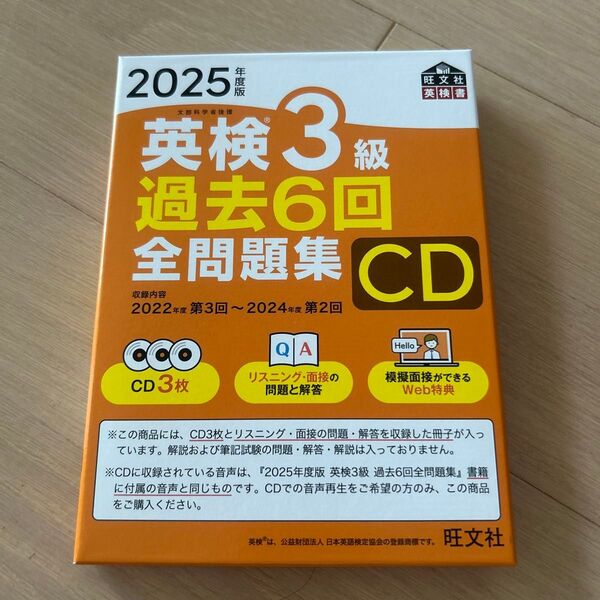 2025年度版
旺文社
英検書
文部科学省後援
英検®3級
過去6回
全問題集
CD
収録内容
2022年度 第3回〜2024年度 第2回
CD3枚
Q A
リスニング・面接の
問題と解答
Hello
模擬面接ができる
Web特典
※この商品には、CD3枚とリスニング・面接の問題・解答を収録した冊子が入っ
ています。解説および筆記試験の問題・解答・解説は入っておりません。
※CDに収録されている音声は、『2025年度版 英検3級 過去6回全問題集』書籍
に付属の音声と同じものです。CDでの音声再生をご希望の方のみ、この商品
をご購入ください。
英検®は、公益財団法人 日本英語検定協会の登録商標です。
旺文社